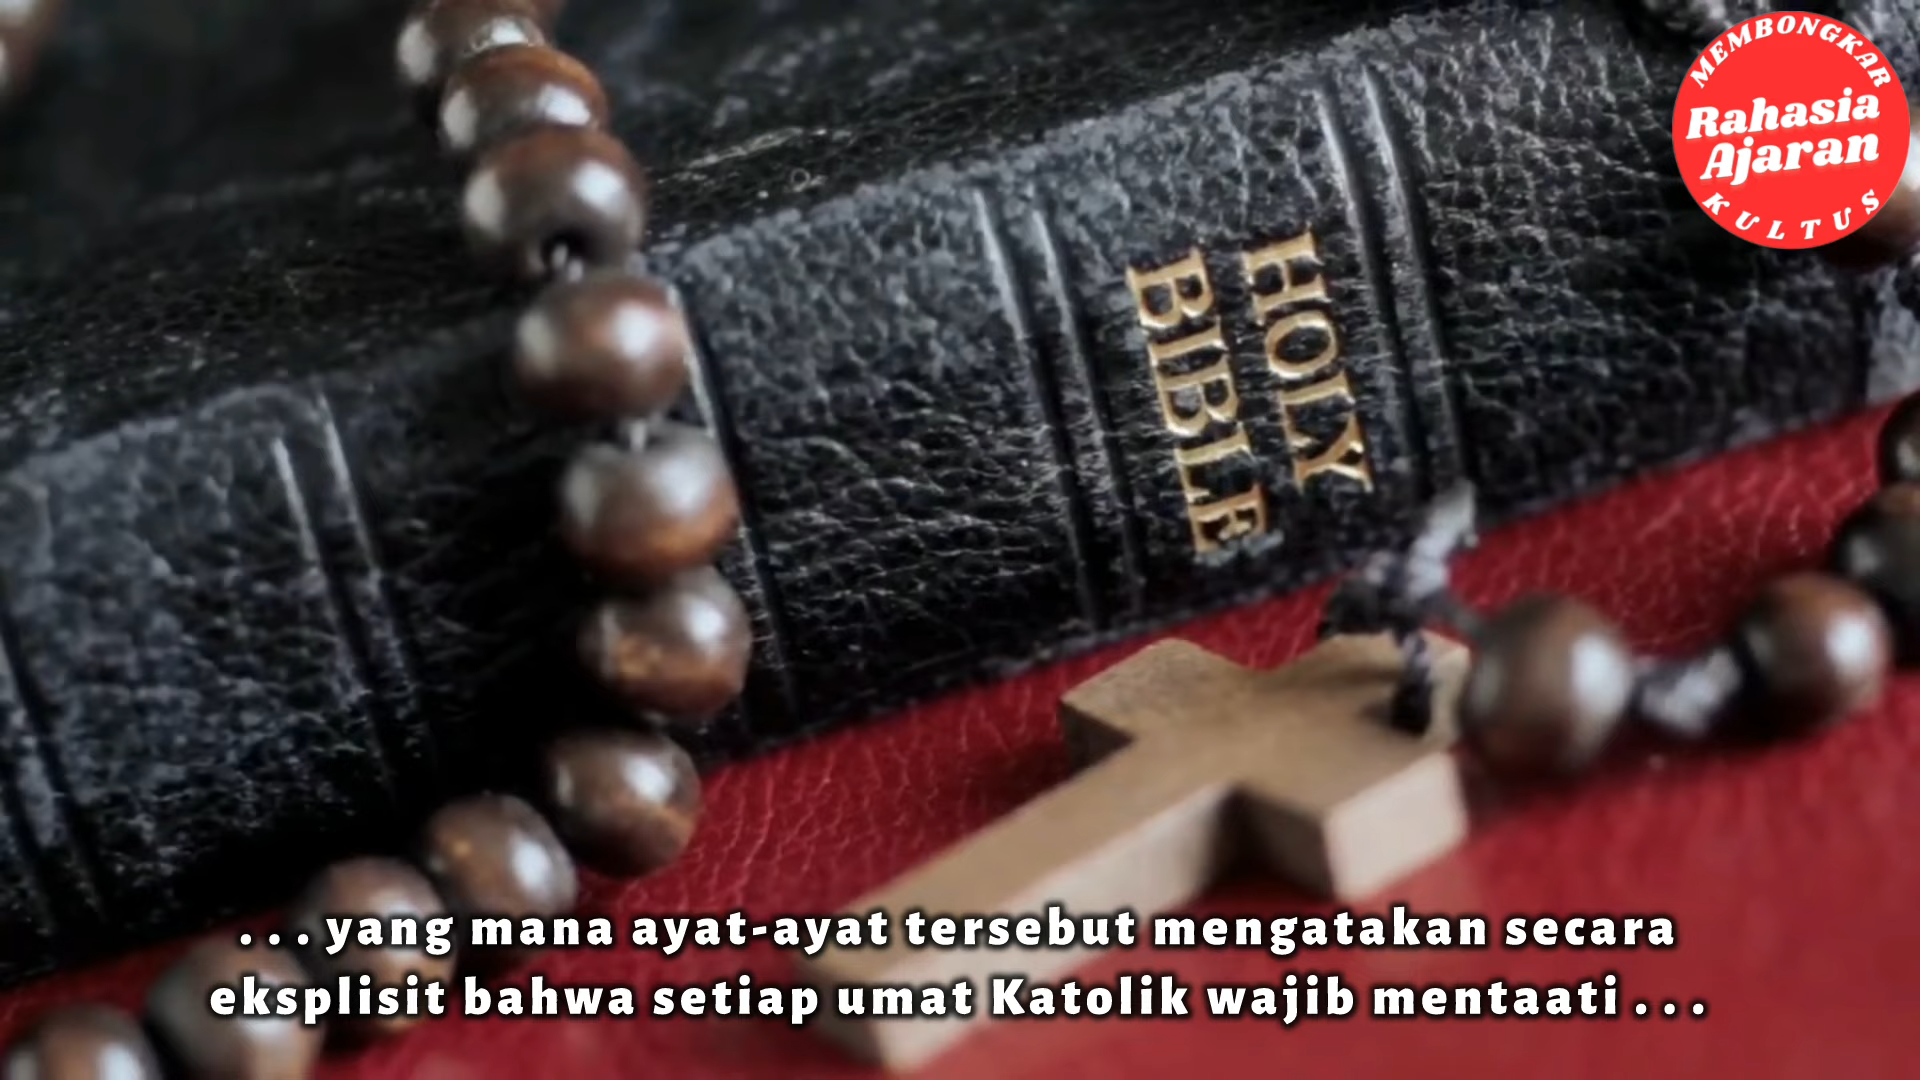 MEMBONGKAR
Rahasia
Ajaran
KULTUS
HOLY
BIBLE
. . . yang mana ayat-ayat tersebut mengatakan secara
eksplisit bahwa setiap umat Katolik wajib mentaati . . .